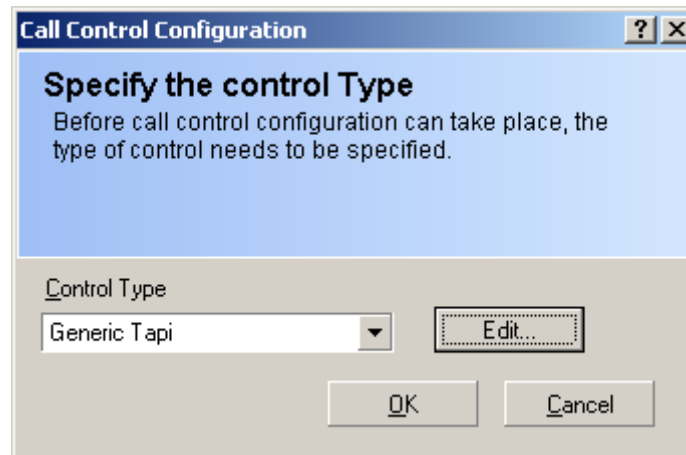 Call Control Configuration
Specify the control Type
Before call control configuration can take place, the
type of control needs to be specified.
Control Type
Generic Tapi
Edit...
OK
Cancel